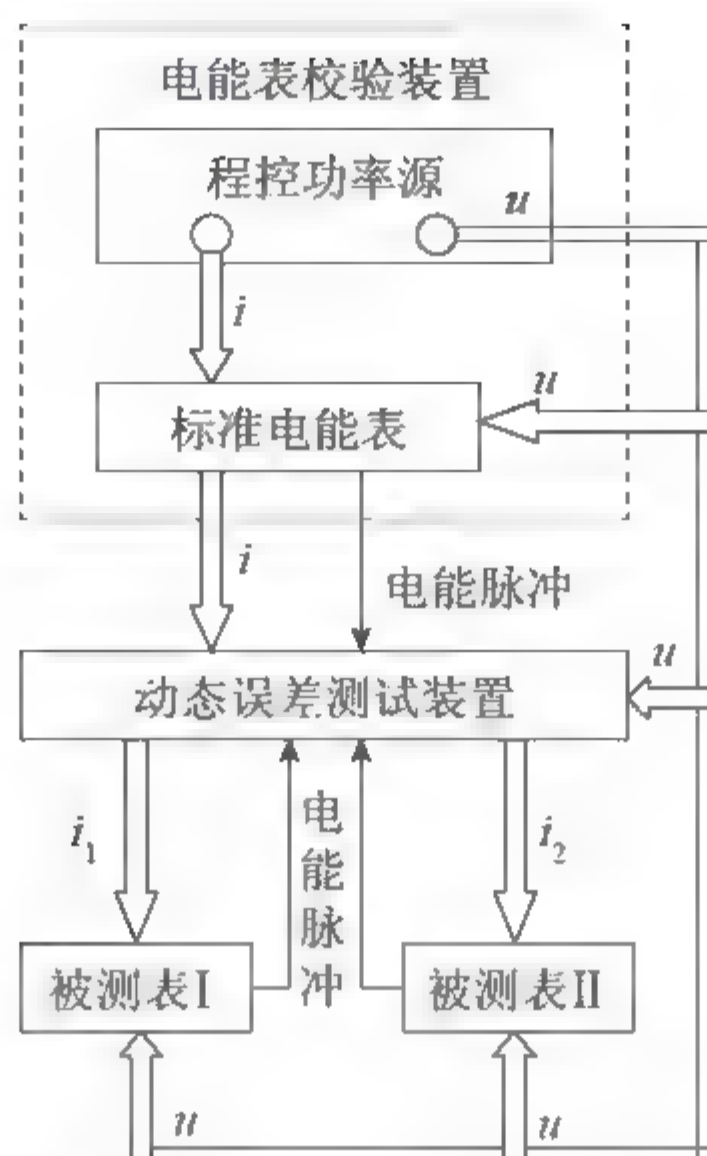 电能表校验装置
程控功率源
u
i
u
标准电能表
i
电能脉冲
u
动态误差测试装置
i₁
电能脉冲
i₂
被测表I
被测表II
u
u